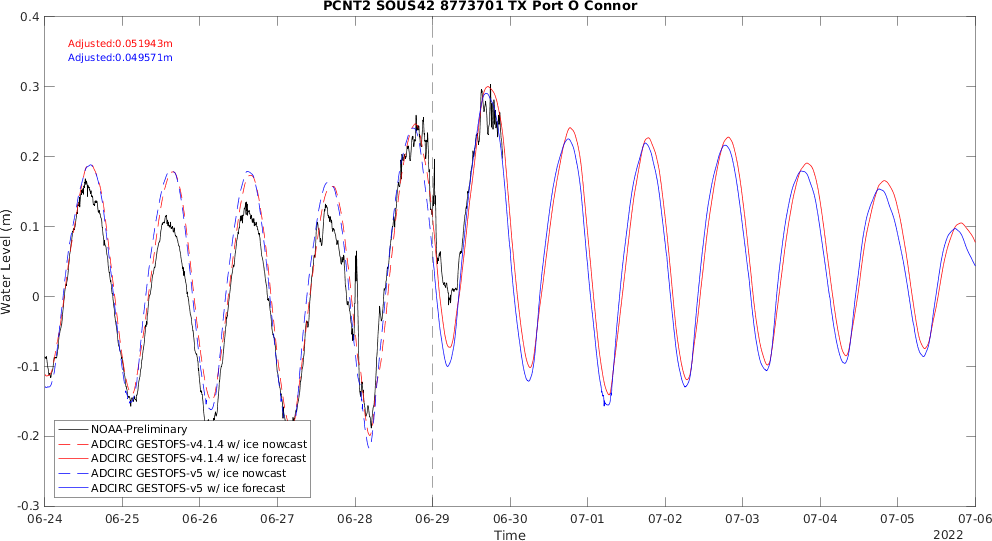 PCNT2 SOUS42 8773701 TX Port O Connor
Adjusted:0.051943m
Adjusted:0.049571m
0.4
0.3
0.2
0.1
0
-0.1
-0.2
-0.3
Water Level (m)
NOAA-Preliminary
ADCIRC GESTOFS-v4.1.4 w/ ice nowcast
ADCIRC GESTOFS-v4.1.4 w/ ice forecast
ADCIRC GESTOFS-v5 w/ ice nowcast
ADCIRC GESTOFS-v5 w/ ice forecast
06-24 06-25 06-26 06-27 06-28 06-29 06-30 07-01 07-02 07-03 07-04 07-05 07-06
Time
2022